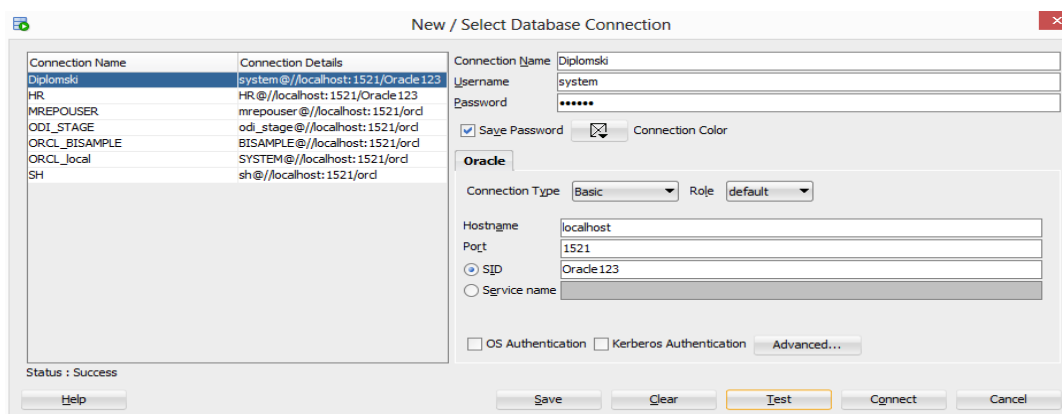 New / Select Database Connection
Connection Name Connection Details
Diplomski system@//localhost:1521/Oracle123
HR HR@//localhost:1521/Oracle123
MREPOUSER mrepouser@//localhost:1521/orcl
ODI_STAGE odi_stage@//localhost:1521/orcl
ORCL_BISAMPLE BISAMPLE@//localhost:1521/orcl
ORCL_local SYSTEM@//localhost:1521/orcl
SH sh@//localhost:1521/orcl
Status : Success
Connection Name Diplomski
Username system
Password ••••••
Save Password Connection Color
Oracle
Connection Type Basic Role default
Hostname localhost
Port 1521
SID Oracle123
Service name
OS Authentication Kerberos Authentication Advanced...
Help Save Clear Test Connect Cancel